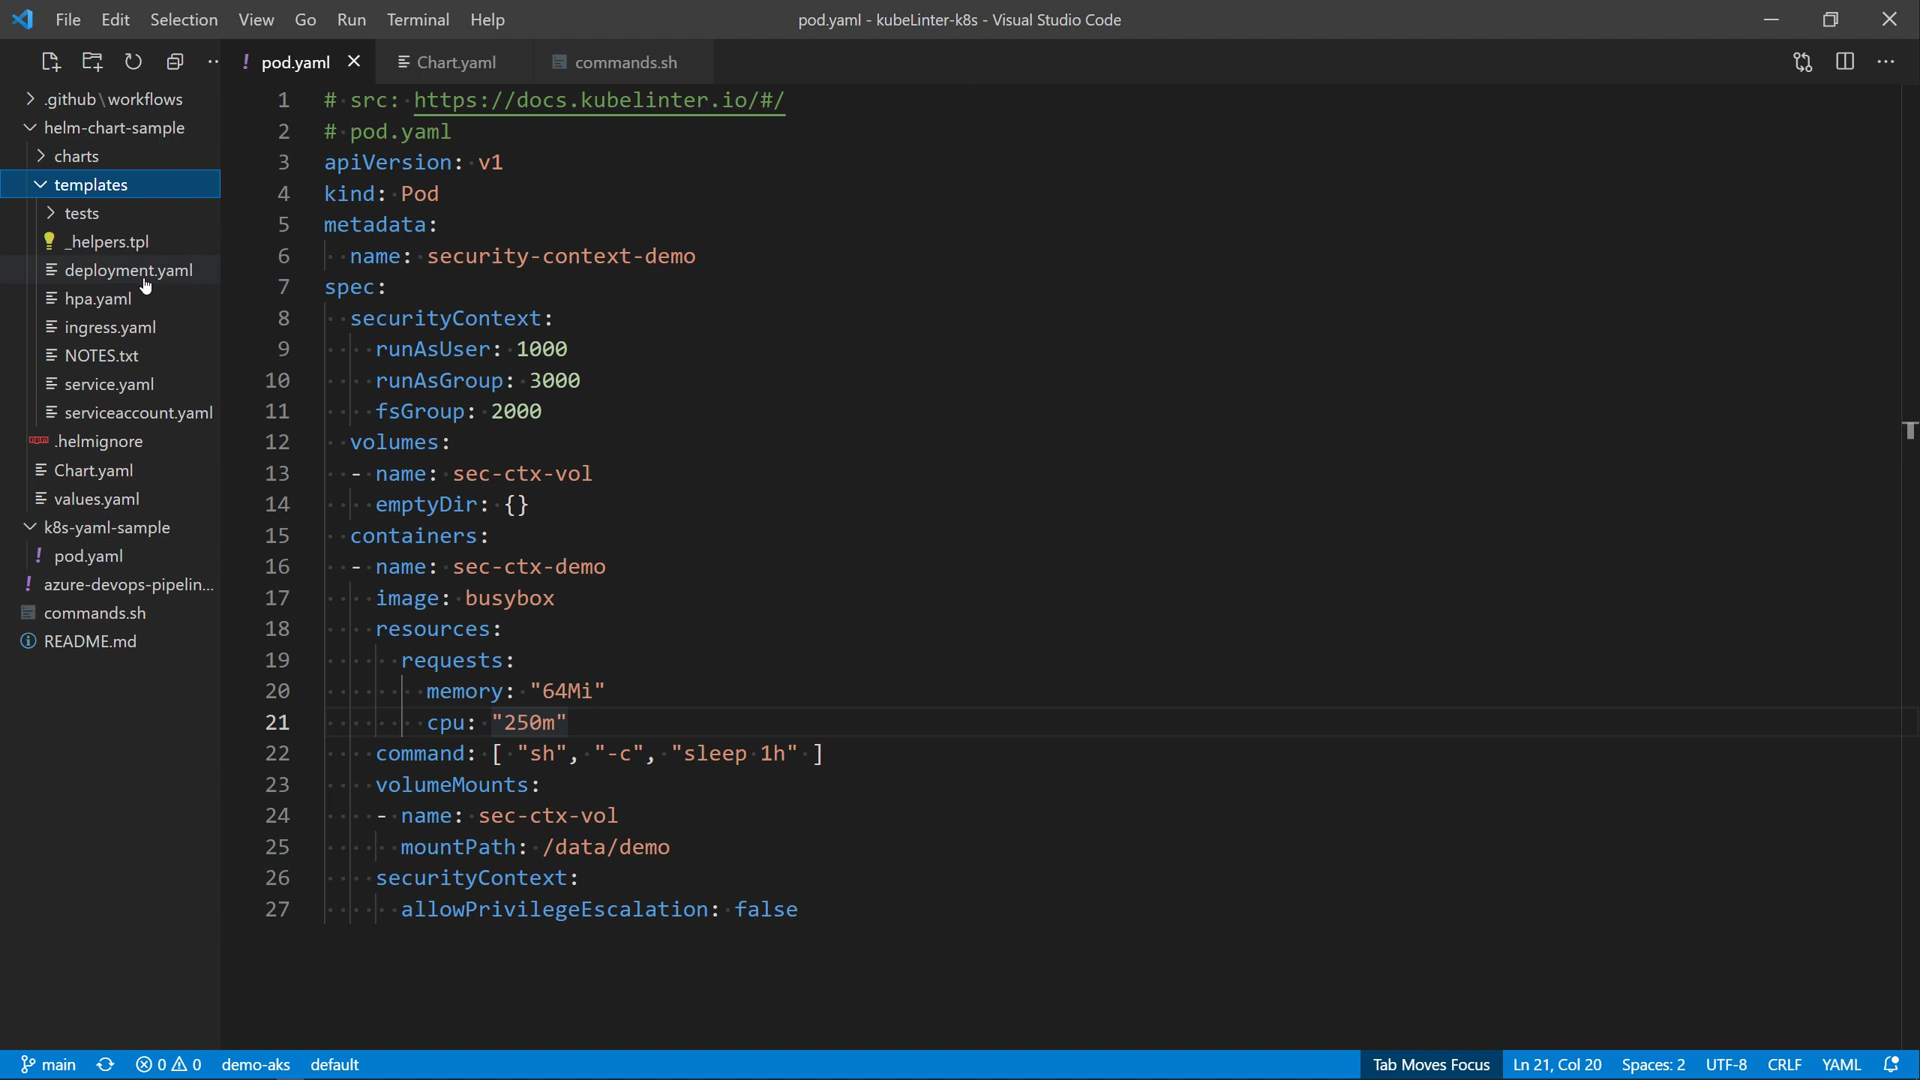 File Edit Selection View Go Run Terminal Help
pod.yaml - kubeLinter-k8s - Visual Studio Code
pod.yaml
Chart.yaml
commands.sh
.github\workflows
helm-chart-sample
charts
templates
tests
_helpers.tpl
deployment.yaml
hpa.yaml
ingress.yaml
NOTES.txt
service.yaml
serviceaccount.yaml
.helmignore
Chart.yaml
values.yaml
k8s-yaml-sample
! pod.yaml
! azure-devops-pipelin...
commands.sh
README.md
1 # src: https://docs.kubelinter.io/#/
2 # pod.yaml
3 apiVersion: v1
4 kind: Pod
5 metadata:
6   name: security-context-demo
7 spec:
8   securityContext:
9     runAsUser: 1000
10     runAsGroup: 3000
11     fsGroup: 2000
12   volumes:
13   - name: sec-ctx-vol
14     emptyDir: {}
15   containers:
16   - name: sec-ctx-demo
17     image: busybox
18     resources:
19       requests:
20         memory: "64Mi"
21         cpu: "250m"
22     command: [ "sh", "-c", "sleep 1h" ]
23     volumeMounts:
24     - name: sec-ctx-vol
25       mountPath: /data/demo
26     securityContext:
27       allowPrivilegeEscalation: false
main 0 0 demo-aks default Tab Moves Focus Ln 21, Col 20 Spaces: 2 UTF-8 CRLF YAML